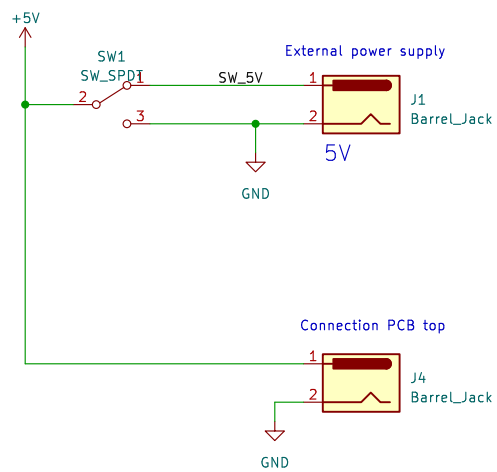 +5V
External power supply
SW1
SW_SPDT
1
SW_5V
1
2
J1
Barrel_Jack
3
2
5V
GND
Connection PCB top
1
J4
2
Barrel_Jack
GND